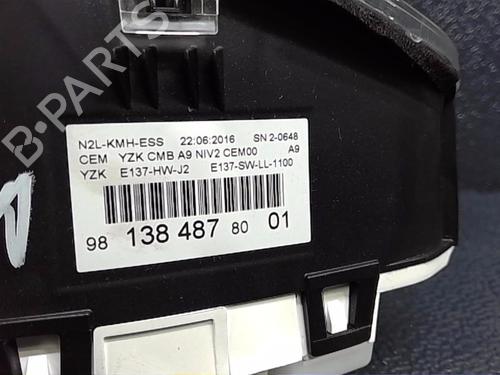 N2L-KMH-ESS 22:06:2016 SN 2-0648
CEM YZK CMB A9 NIV2 CEM00 A9
YZK E137-HW-J2 E137-SW-LL-1100
98 138 487 80 01
B-PARTS